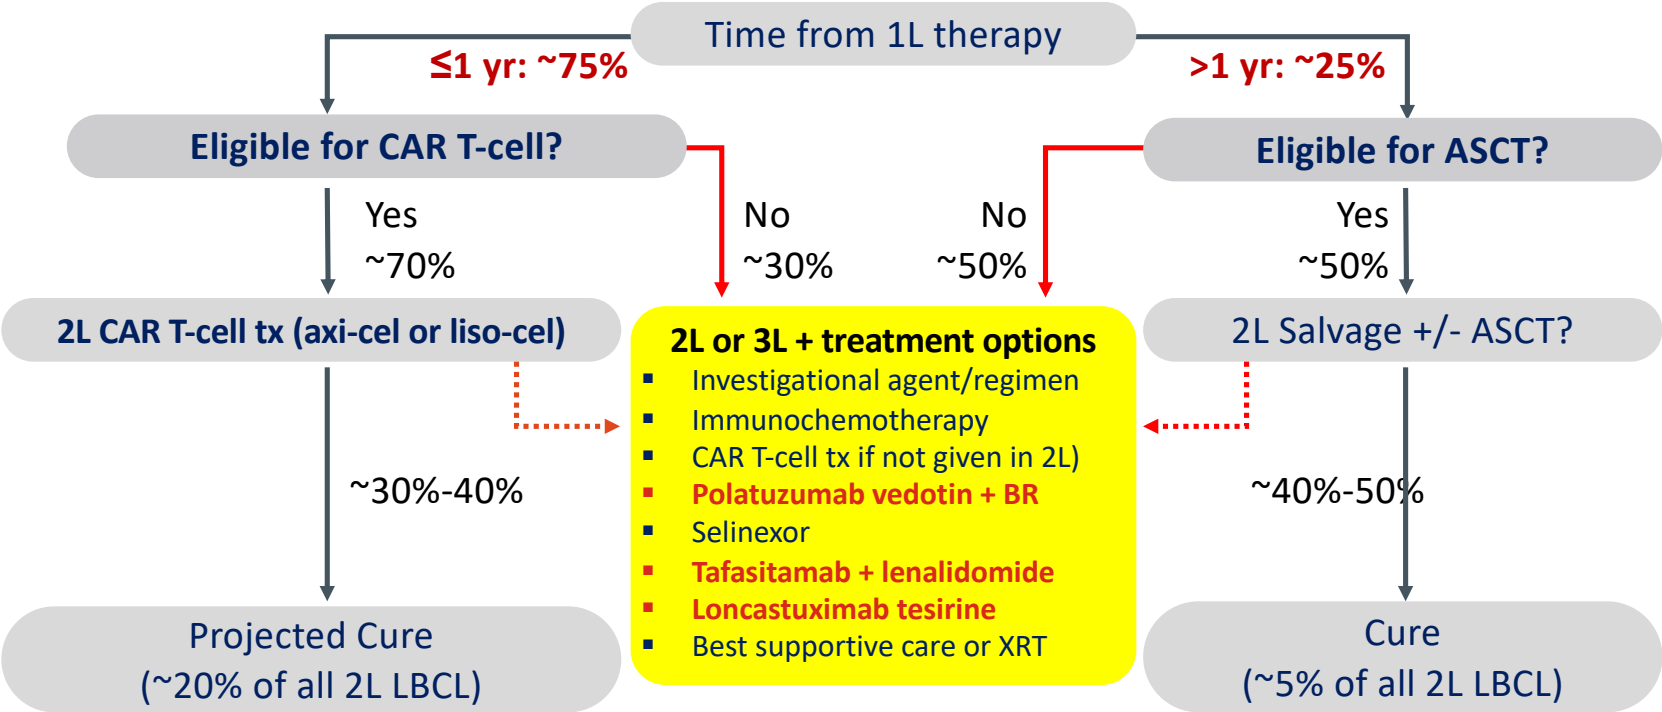 Time from 1L therapy
≤1 yr: ~75%
>1 yr: ~25%
Eligible for CAR T-cell?
Eligible for ASCT?
Yes
~70%
No
~30%
No
~50%
Yes
~50%
2L CAR T-cell tx (axi-cel or liso-cel)
2L Salvage +/- ASCT?
2L or 3L + treatment options
▪ Investigational agent/regimen
▪ Immunochemotherapy
▪ CAR T-cell tx if not given in 2L)
▪ Polatuzumab vedotin + BR
▪ Selinexor
▪ Tafasitamab + lenalidomide
▪ Loncastuximab tesirine
▪ Best supportive care or XRT
~30%-40%
~40%-50%
Projected Cure
(~20% of all 2L LBCL)
Cure
(~5% of all 2L LBCL)